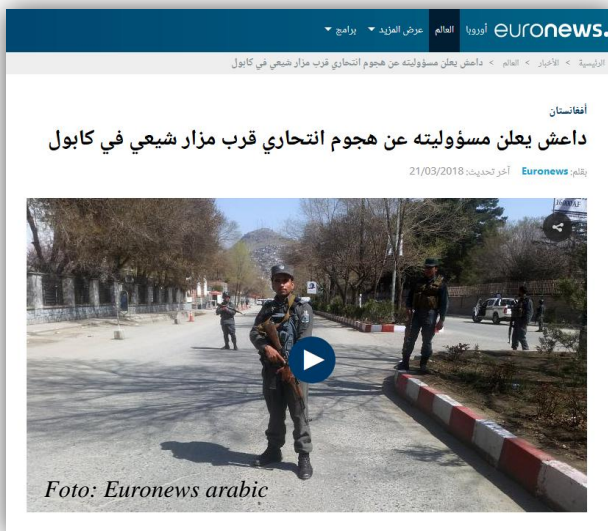 euronews. أوروبا العالم عرض المزيد برامج
الرئيسية > الأخبار > العالم > داعش يعلن مسؤوليته عن هجوم انتحاري قرب مزار شيعي في كابول
أفغانستان
داعش يعلن مسؤوليته عن هجوم انتحاري قرب مزار شيعي في كابول
بقلم: Euronews آخر تحديث: 21/03/2018
Foto: Euronews arabic